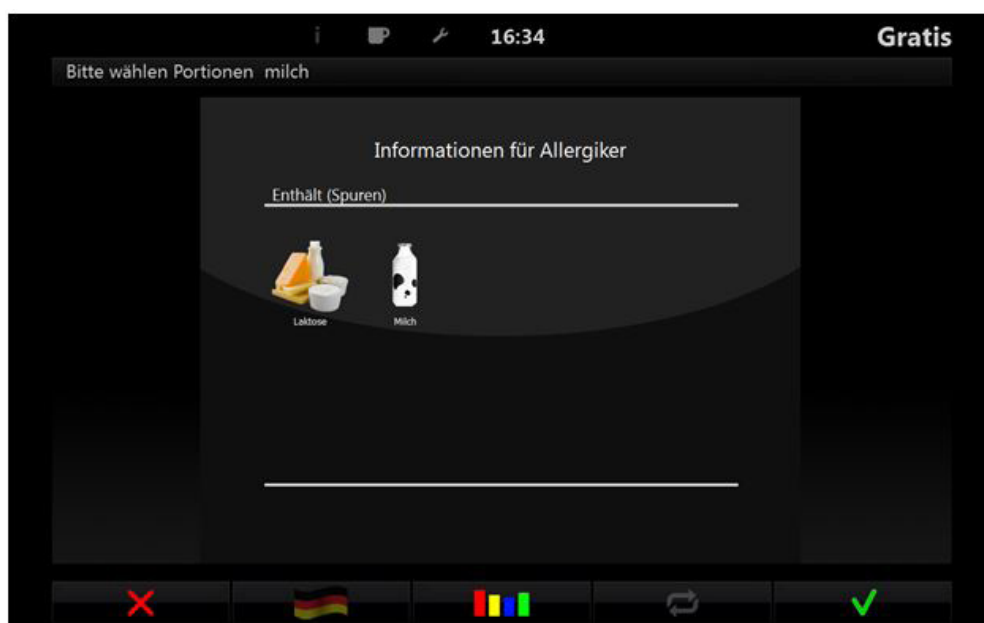 16:34
Gratis
Bitte wählen Portionen milch
Informationen für Allergiker
Enthält (Spuren)
Laktose
Milch